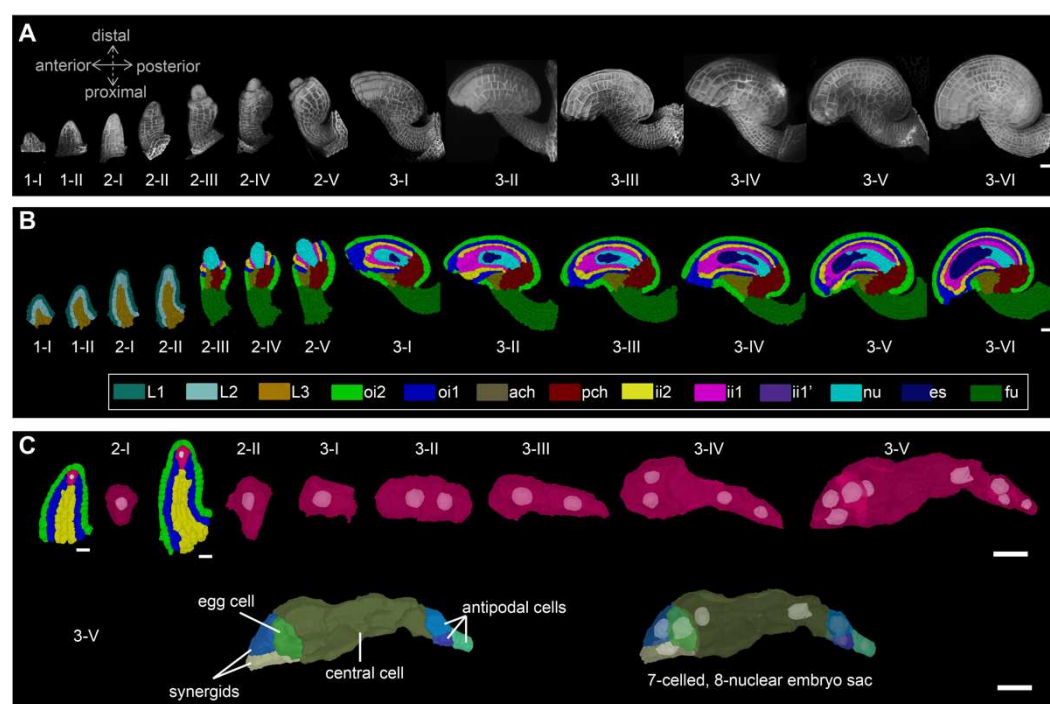 A
distal
anterior posterior
proximal
1-I 1-II 2-I 2-II 2-III 2-IV 2-V 3-I 3-II 3-III 3-IV 3-V 3-VI
B
1-I 1-II 2-I 2-II 2-III 2-IV 2-V 3-I 3-II 3-III 3-IV 3-V 3-VI
L1 L2 L3 oi2 oi1 ach pch ii2 ii1 ii1' nu es fu
C
2-I 2-II 3-I 3-II 3-III 3-IV 3-V
egg cell antipodal cells
3-V
central cell
synergids 7-celled, 8-nuclear embryo sac